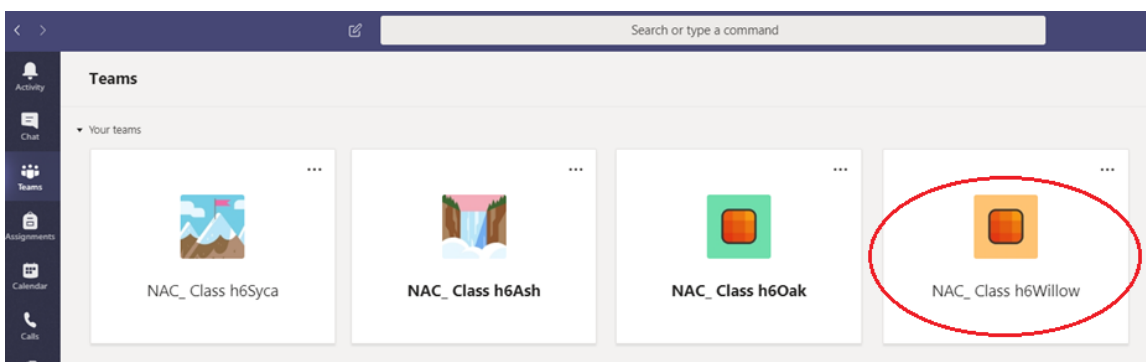 Search or type a command
Activity
Teams
Your teams
Chat
Teams
Assignments
Calendar
NAC_ Class h6Syca
NAC_ Class h6Ash
NAC_ Class h6Oak
NAC_ Class h6Willow
Calls